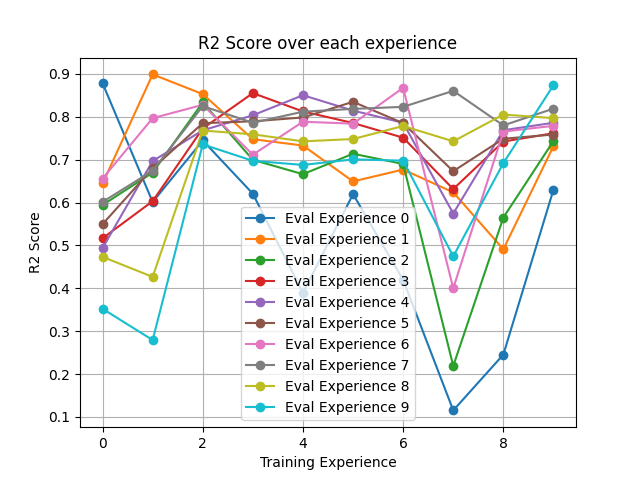 R2 Score over each experience
R2 Score
0.9
0.8
0.7
0.6
0.5
0.4
0.3
0.2
0.1
Eval Experience 0
Eval Experience 1
Eval Experience 2
Eval Experience 3
Eval Experience 4
Eval Experience 5
Eval Experience 6
Eval Experience 7
Eval Experience 8
Eval Experience 9
0 2 4 6 8
Training Experience